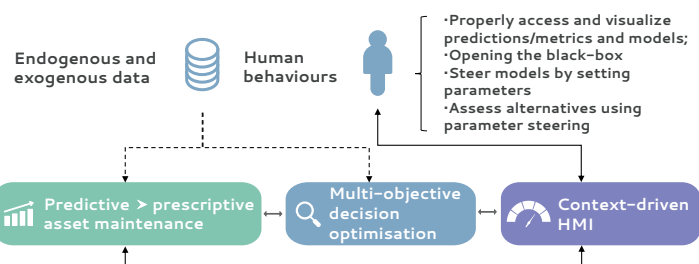 Endogenous and
exogenous data
Human
behaviours
·Properly access and visualize
predictions/metrics and models;
·Opening the black-box
·Steer models by setting
parameters
·Assess alternatives using
parameter steering
Predictive > prescriptive
asset maintenance
Multi-objective
decision
optimisation
Context-driven
HMI